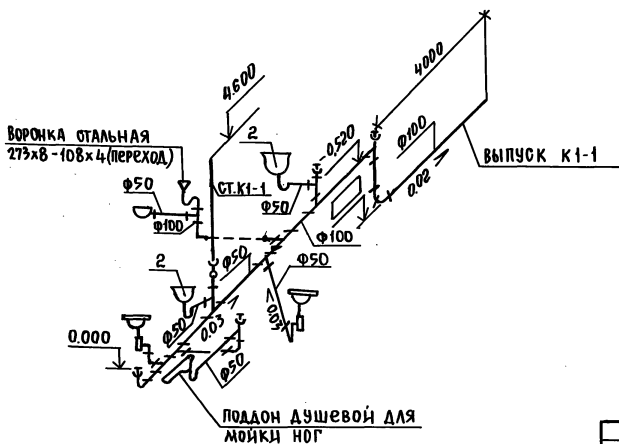 4000
4.600
ВОРОНКА СТАЛЬНАЯ
273х8-108х4(ПЕРЕХОД)
2
-0,520
Ф100
ВЫПУСК К1-1
0.02
Ф50
СТ.К1-1
Ф50
Ф100
Ф100
Ф50
Ф50
2
Ф50
0.03
0.03
0.000
Ф50
ПОДДОН ДУШЕВОЙ ДЛЯ
МОЙКИ НОГ